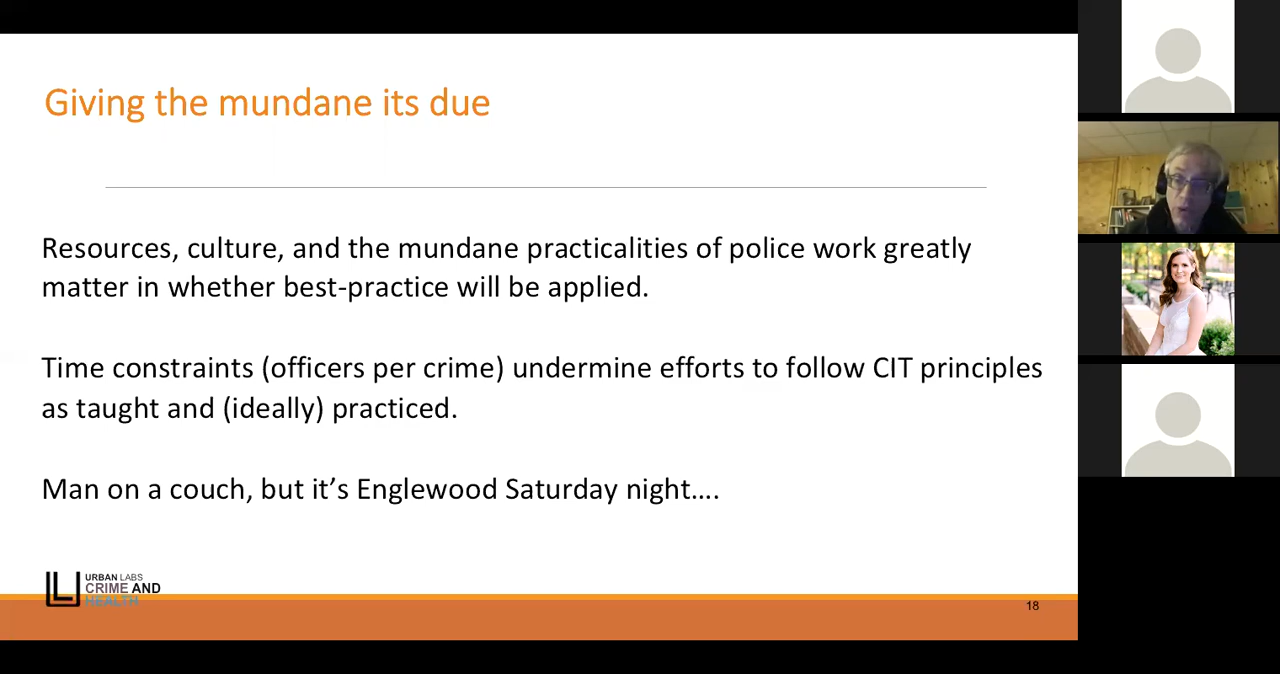 Giving the mundane its due
Resources, culture, and the mundane practicalities of police work greatly
matter in whether best-practice will be applied.
Time constraints (officers per crime) undermine efforts to follow CIT principles
as taught and (ideally) practiced.
Man on a couch, but it’s Englewood Saturday night….
URBAN LABS
CRIME AND
HEALTH
18